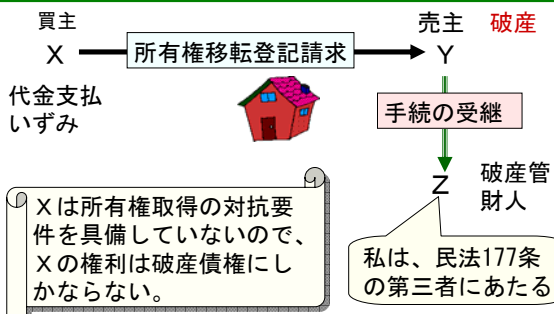 買主
売主 破産
X
所有権移転登記請求
Y
代金支払
いずみ
手続の受継
Z
破産管
財人
Xは所有権取得の対抗要
件を具備していないので、
Xの権利は破産債権にし
かならない。
私は、民法177条
の第三者にあたる